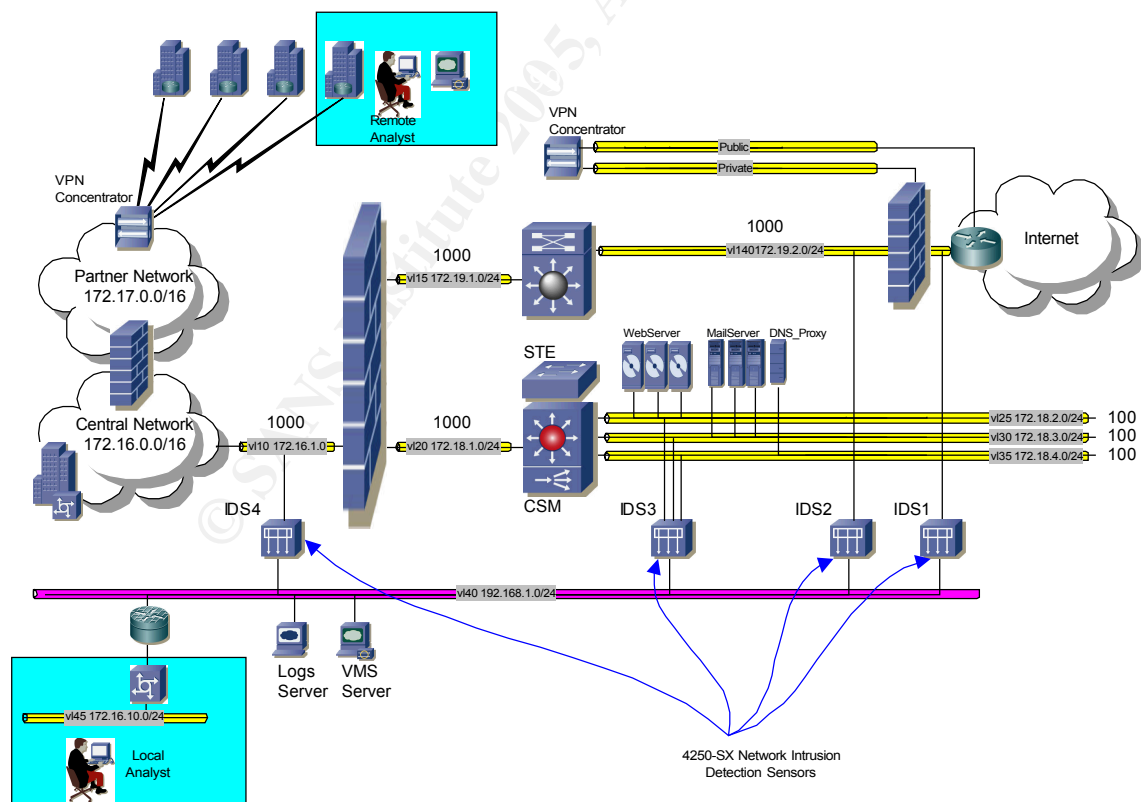 © SANS Institute 2005, A
Remote
Analyst
VPN
Concentrator
Public
Private
VPN
Concentrator
Partner Network
172.17.0.0/16
1000
vl15 172.19.1.0/24
1000
vl140172.19.2.0/24
Internet
WebServer
MailServer
DNS_Proxy
STE
Central Network
172.16.0.0/16
1000
vl10 172.16.1.0
1000
vl20 172.18.1.0/24
vl25 172.18.2.0/24
100
vl30 172.18.3.0/24
100
vl35 172.18.4.0/24
100
CSM
IDS4
IDS3
IDS2
IDS1
vl40 192.168.1.0/24
Logs
Server
VMS
Server
vl45 172.16.10.0/24
Local
Analyst
4250-SX Network Intrusion
Detection Sensors